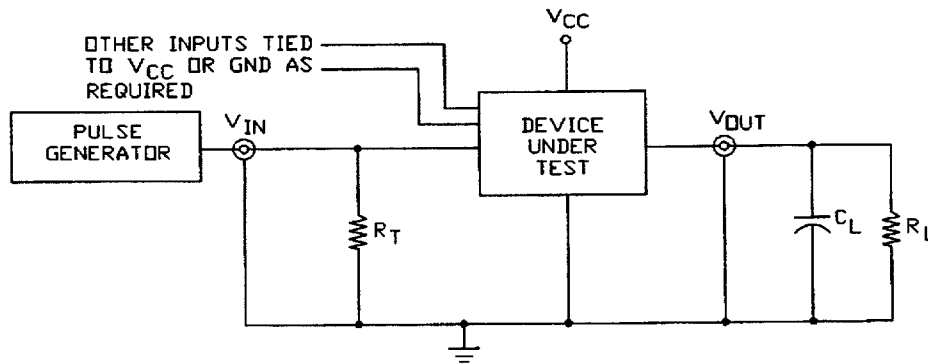 VCC
OTHER INPUTS TIED
TO VCC OR GND AS
REQUIRED
PULSE
GENERATOR
VIN
DEVICE
UNDER
TEST
VOUT
RT
CL
RL